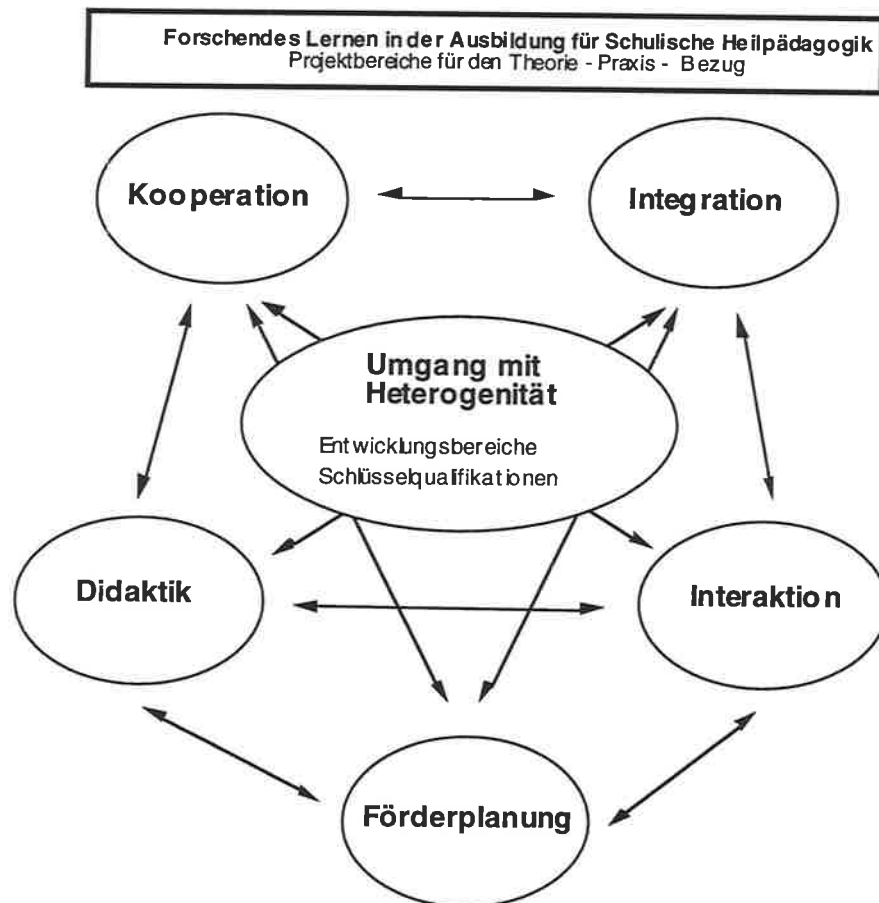 Forschendes Lernen in der Ausbildung für Schulische Heilpädagogik
Projektbereiche für den Theorie - Praxis - Bezug
Kooperation
Integration
Umgang mit
Heterogenität
Entwicklungsbereiche
Schlüsselqualifikationen
Didaktik
Interaktion
Förderplanung